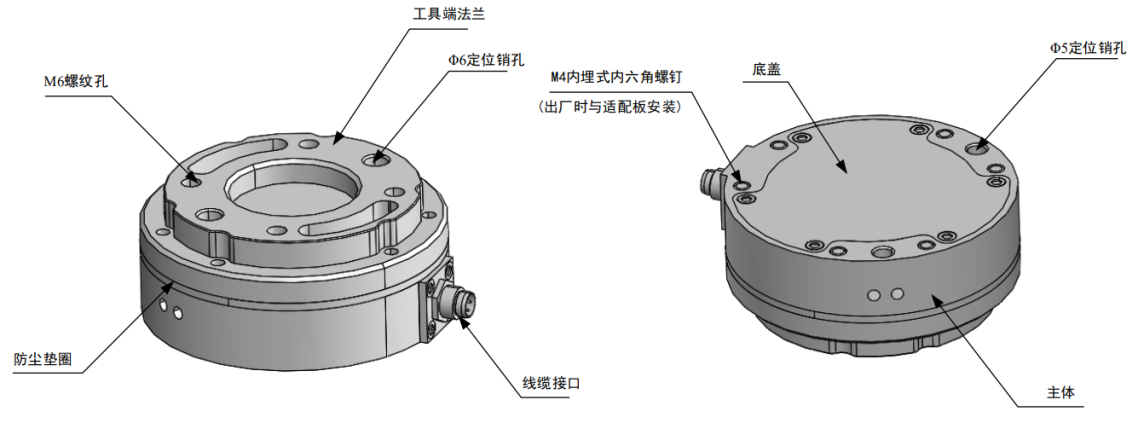 工具端法兰
Φ6定位销孔
M6螺纹孔
防尘垫圈
线缆接口
Φ5定位销孔
底盖
M4内埋式内六角螺钉
(出厂时与适配板安装)
主体